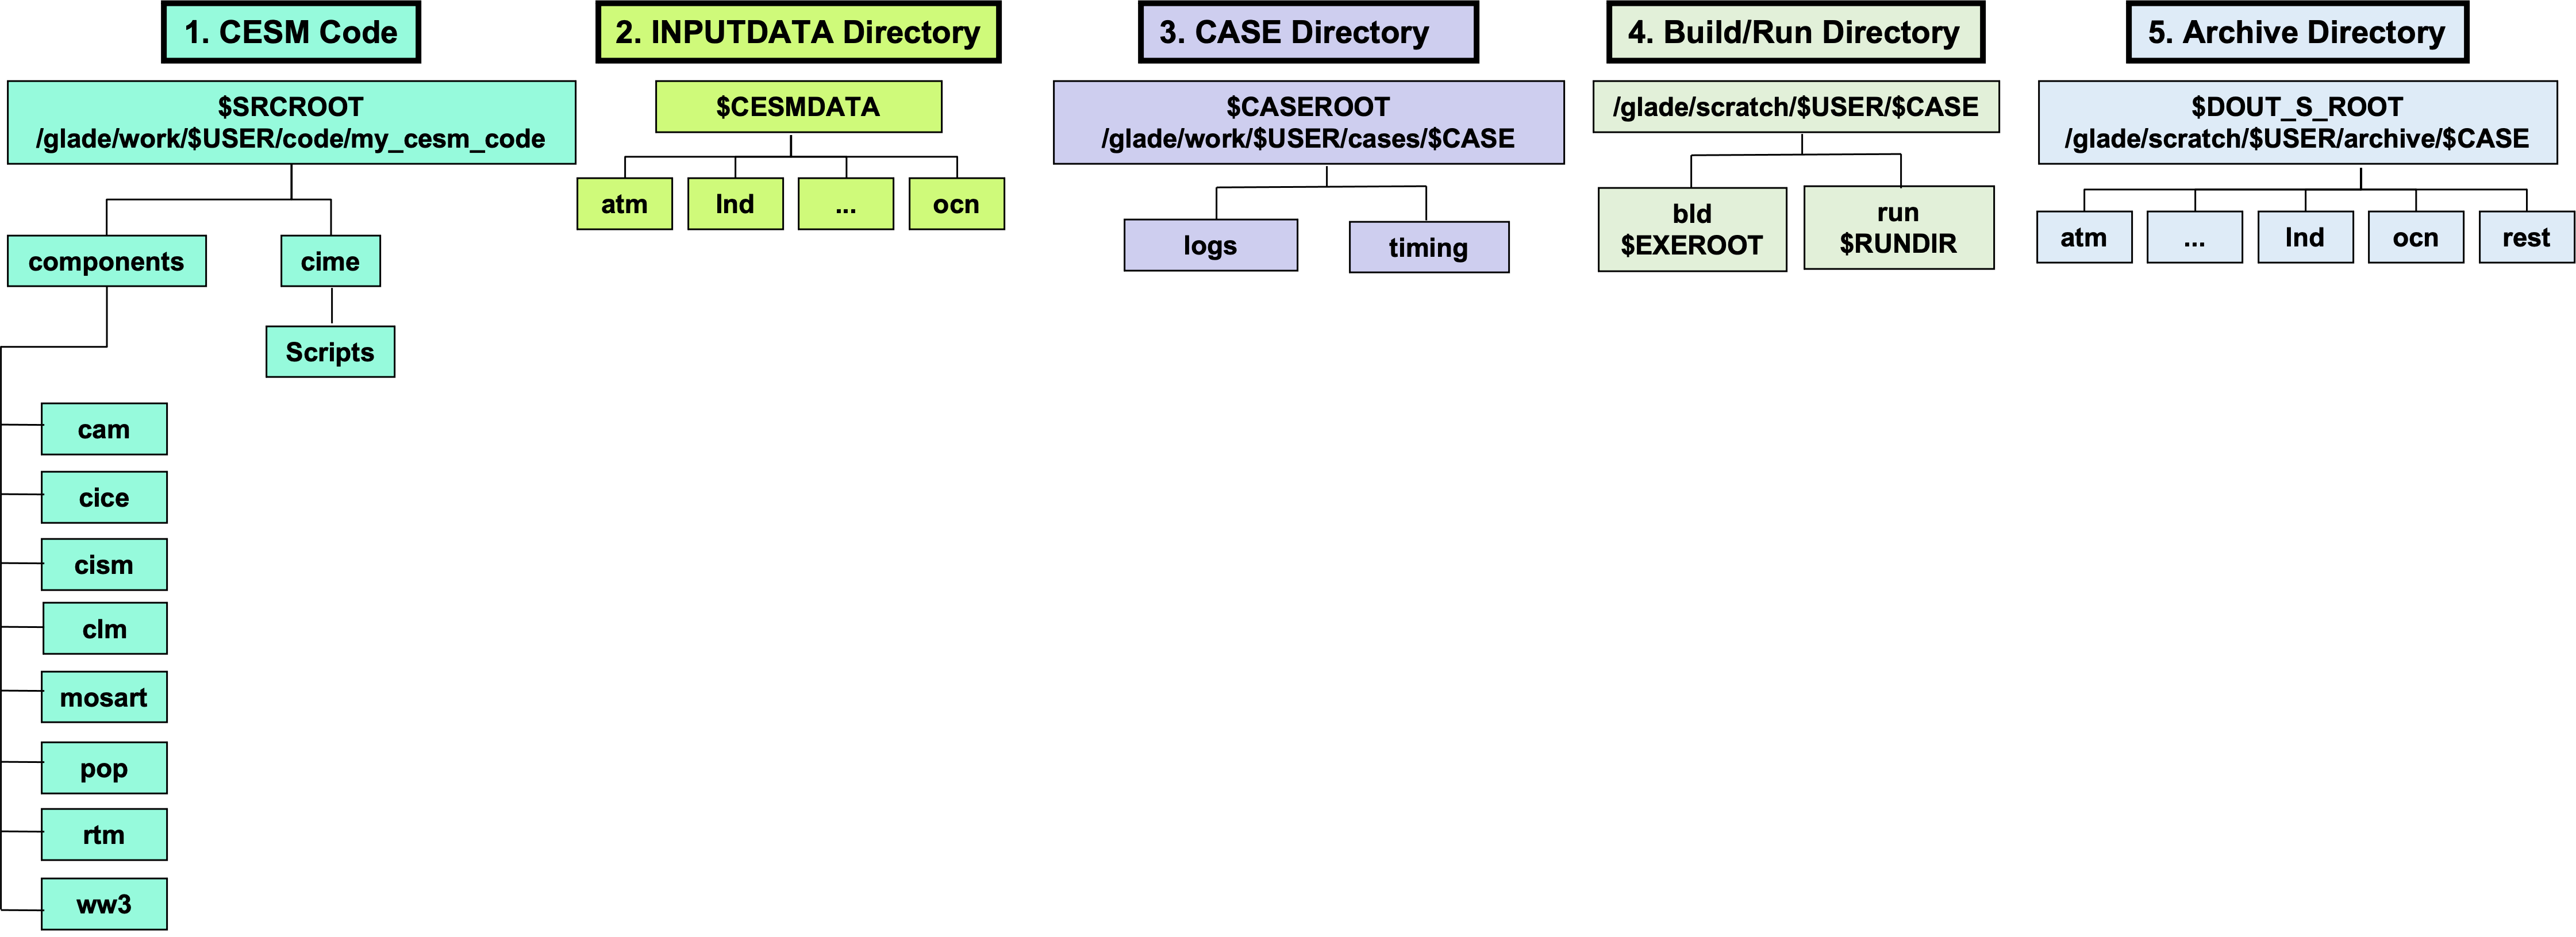 1. CESM Code
$SRCROOT
/glade/work/$USER/code/my_cesm_code
components
cime
Scripts
cam
cice
cism
clm
mosart
pop
rtm
ww3
2. INPUTDATA Directory
$CESMDATA
atm
lnd
...
ocn
3. CASE Directory
$CASEROOT
/glade/work/$USER/cases/$CASE
logs
timing
4. Build/Run Directory
/glade/scratch/$USER/$CASE
bld
$EXEROOT
run
$RUNDIR
5. Archive Directory
$DOUT_S_ROOT
/glade/scratch/$USER/archive/$CASE
atm
...
lnd
ocn
rest